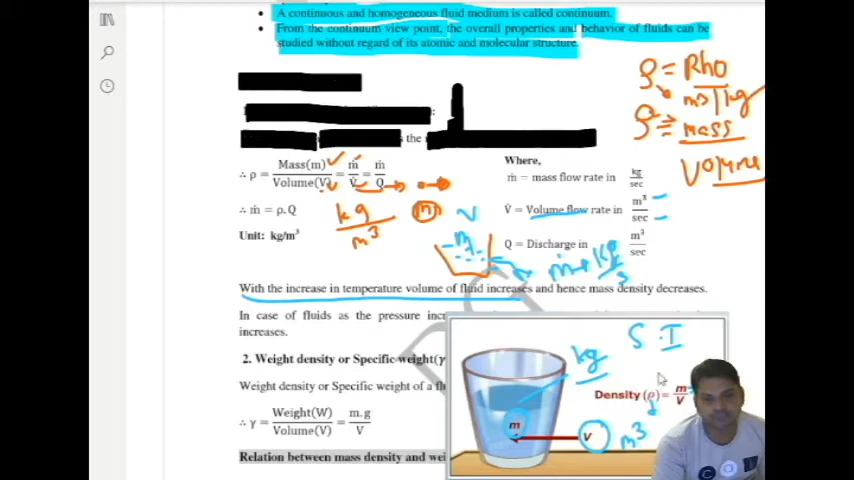 • A continuous and homogeneous fluid medium is called continuum.
• From the continuum view point, the overall properties and behavior of fluids can be
studied without regard of its atomic and molecular structure.
ρ = Rho
m3/kg
ρ = mass
Volume
s the
∴ ρ = Mass(m) / Volume(V) = ṁ / V̇ = ṁ / Q
∴ ṁ = ρ.Q
Unit: kg/m³
kg / m³
m
V
m
ṁ → kg/s
Where,
ṁ = mass flow rate in kg/sec
V̇ = Volume flow rate in m³/sec
Q = Discharge in m³/sec
With the increase in temperature volume of fluid increases and hence mass density decreases.
In case of fluids as the pressure incr
increases.
2. Weight density or Specific weight(γ
Weight density or Specific weight of a fl
∴ γ = Weight(W) / Volume(V) = m.g / V
Relation between mass density and wei
S.I
kg
Density (ρ) = m / V
m
V
m³